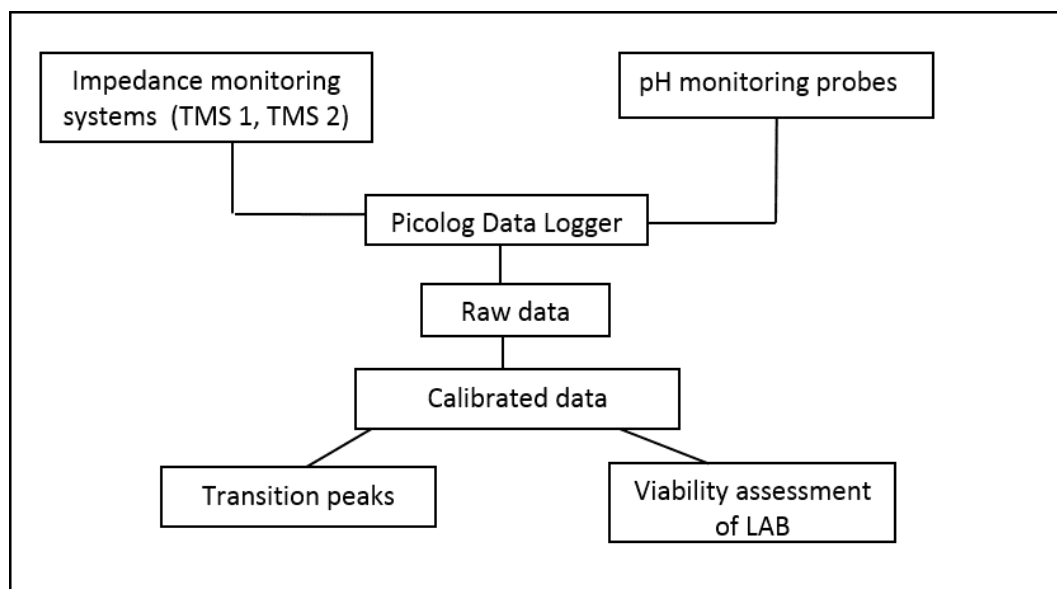 Impedance monitoring
systems  (TMS 1, TMS 2)
pH monitoring probes
Picolog Data Logger
Raw data
Calibrated data
Transition peaks
Viability assessment
of LAB